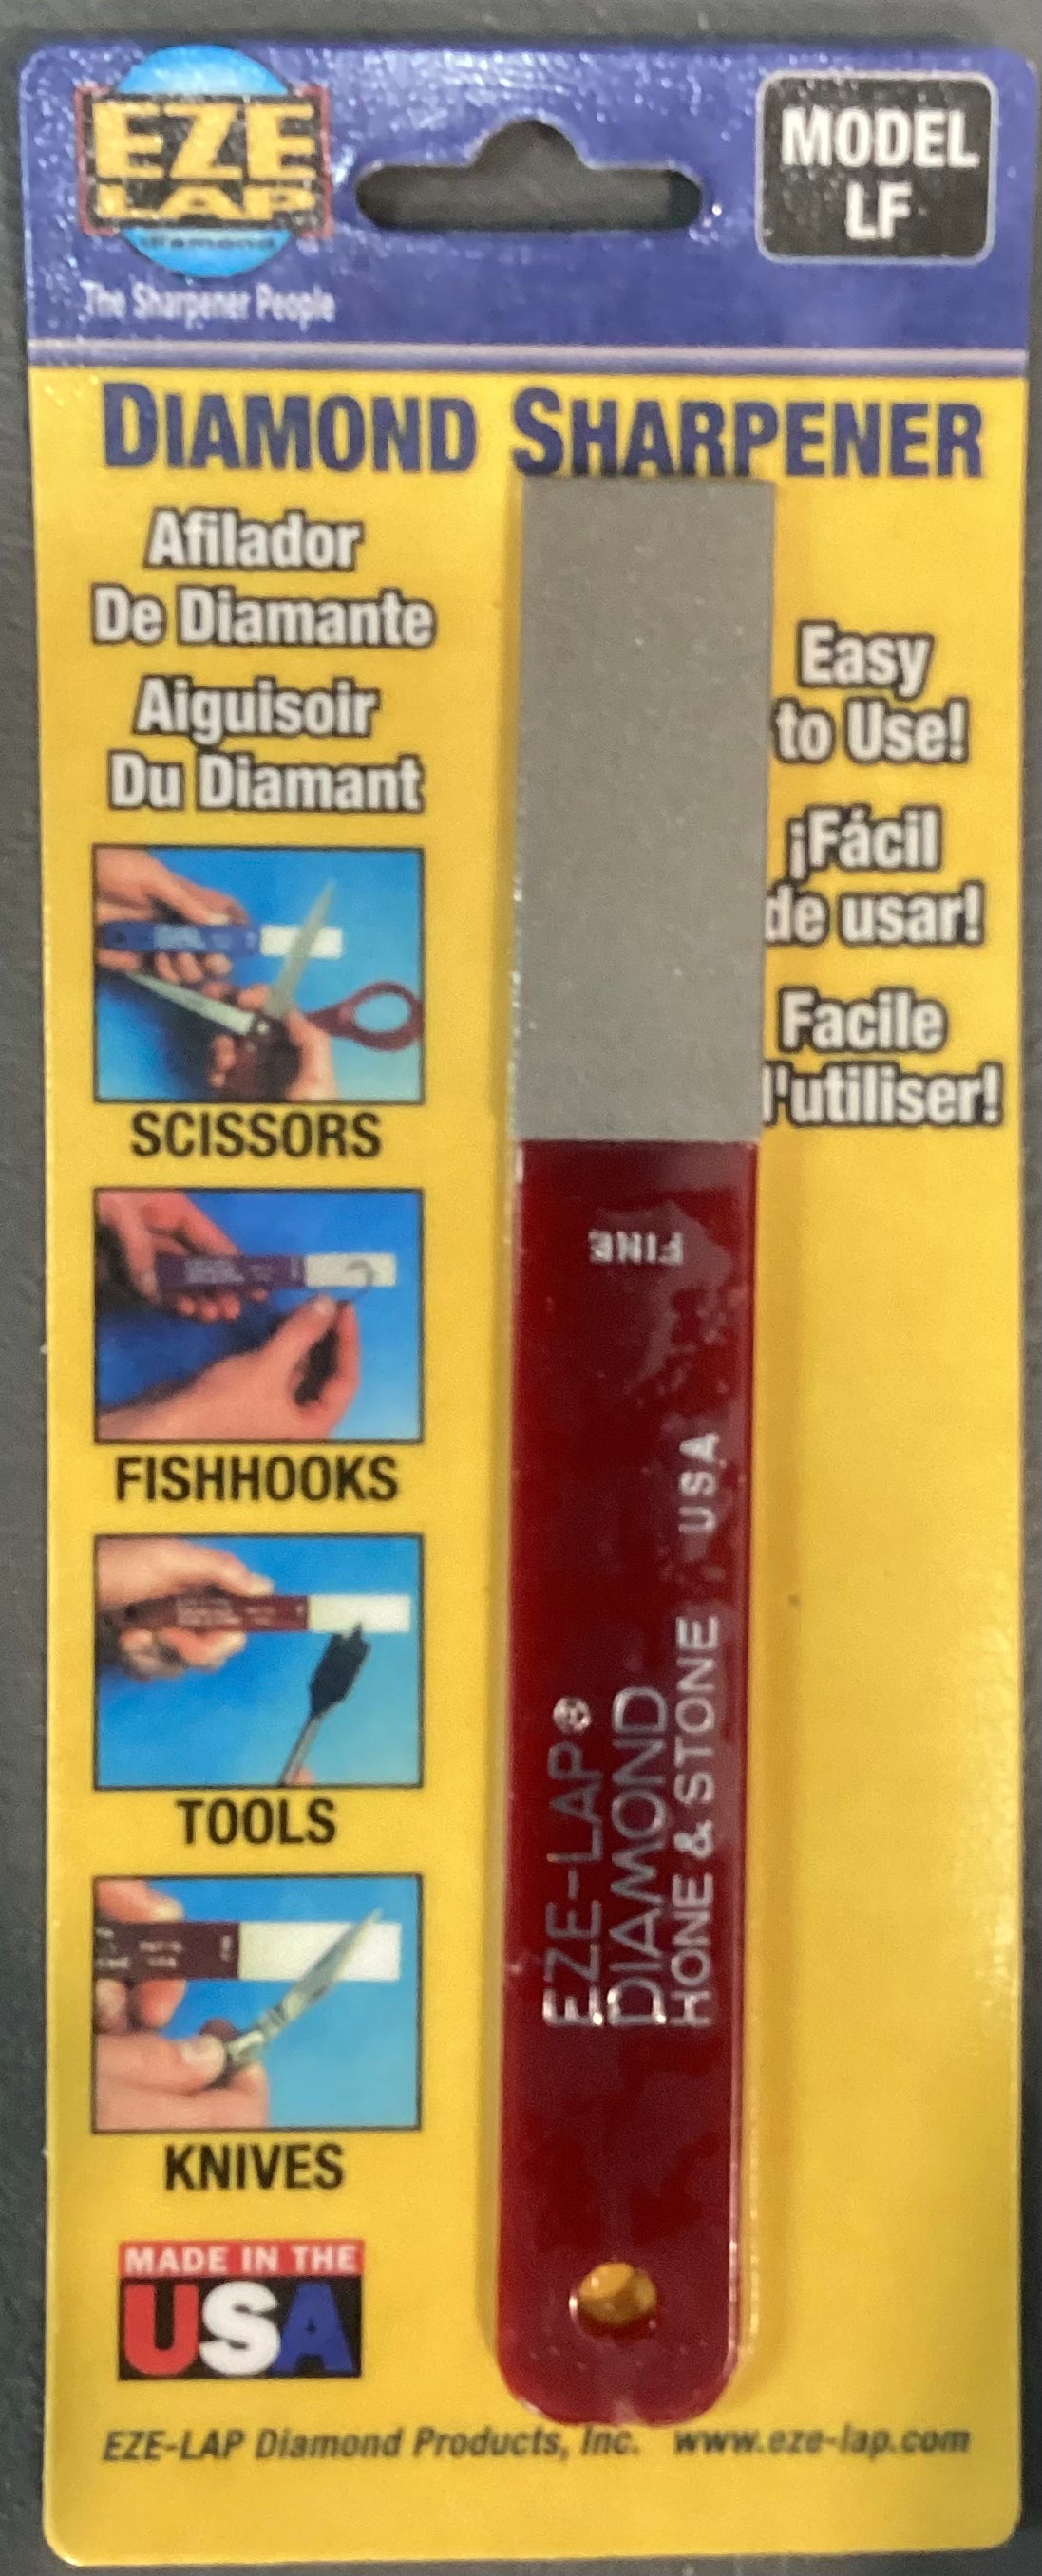 EZE
LAP
diamond
The Sharpener People
MODEL
LF
DIAMOND SHARPENER
Afilador
De Diamante
Aiguisoir
Du Diamant
Easy
to Use!
¡Fácil
de usar!
Facile
l'utiliser!
SCISSORS
FISHHOOKS
TOOLS
KNIVES
FINE
EZE-LAP®
DIAMOND
HONE & STONE USA
MADE IN THE
USA
EZE-LAP Diamond Products, Inc. www.eze-lap.com